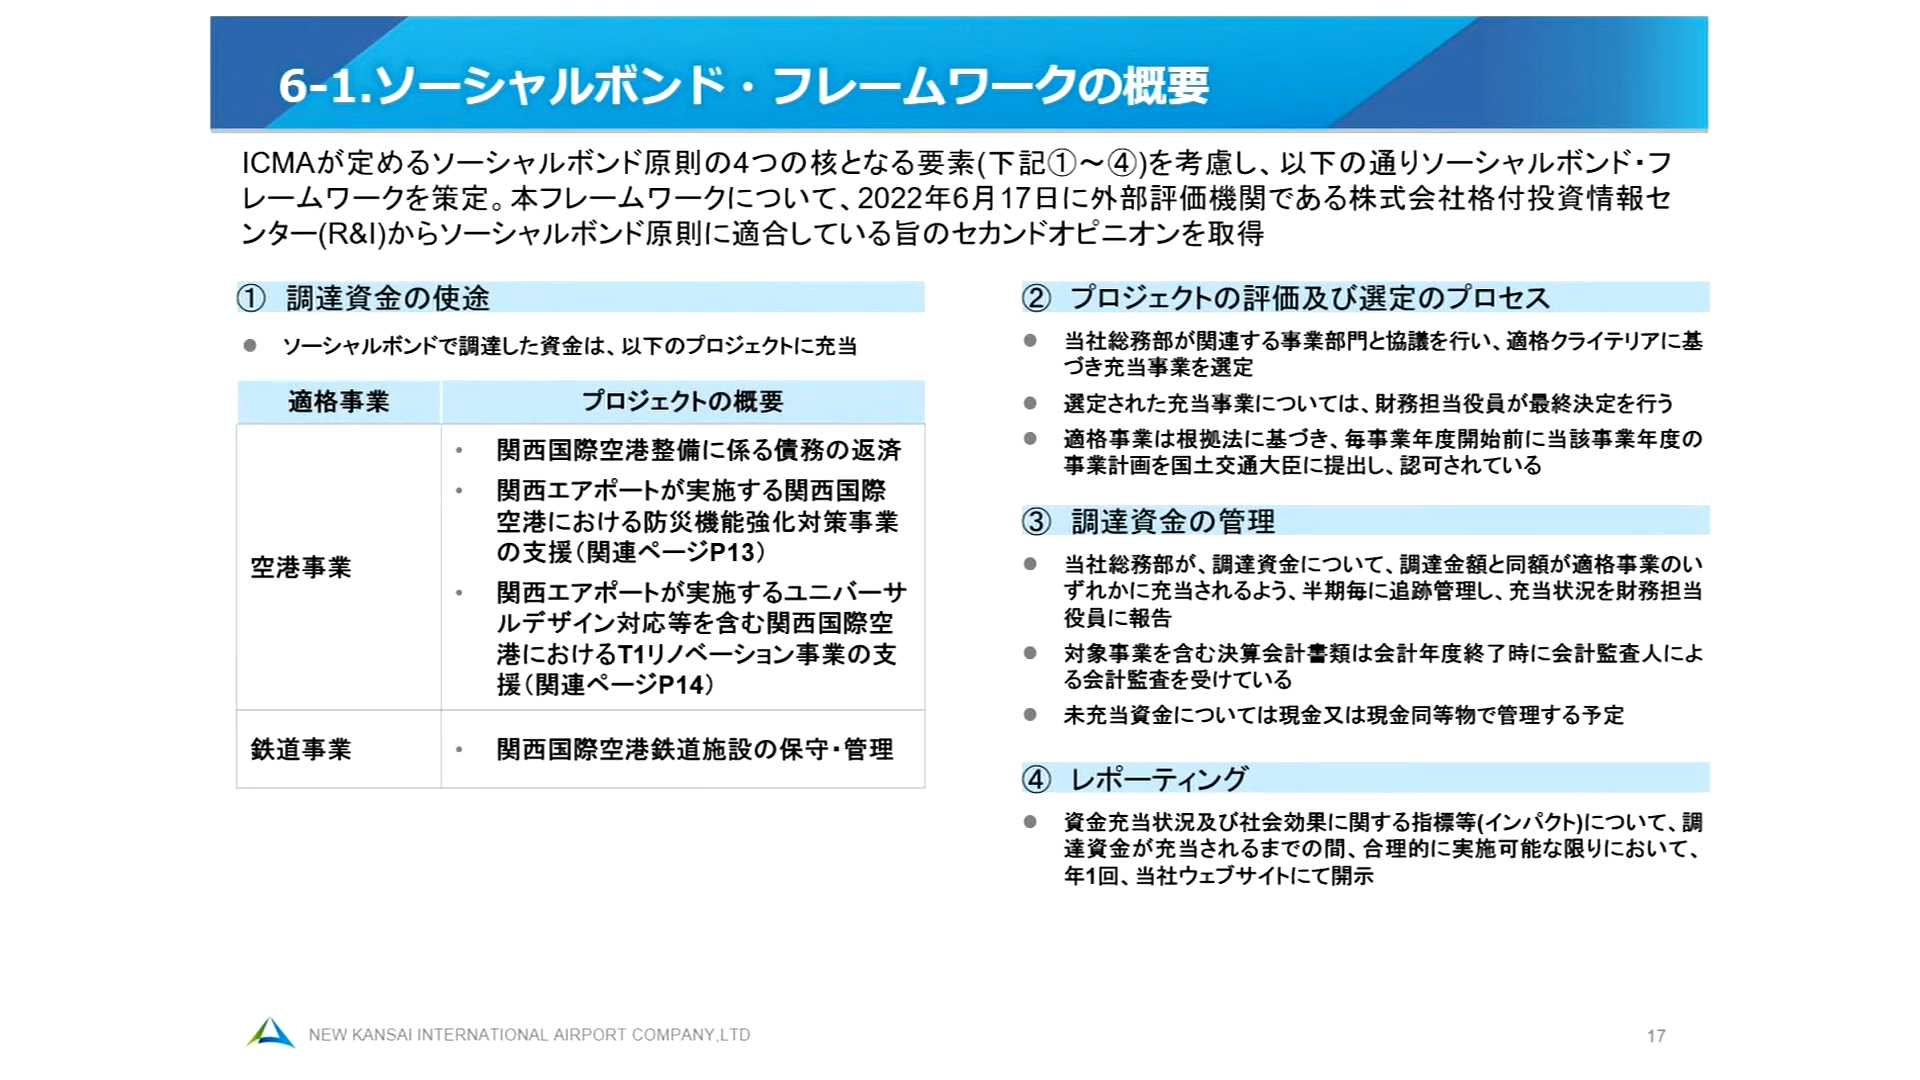 6-1.ソーシャルボンド・フレームワークの概要
ICMAが定めるソーシャルボンド原則の4つの核となる要素(下記①～④)を考慮し、以下の通りソーシャルボンド・フ
レームワークを策定。本フレームワークについて、2022年6月17日に外部評価機関である株式会社格付投資情報セ
ンター(R&I)からソーシャルボンド原則に適合している旨のセカンドオピニオンを取得
① 調達資金の使途
● ソーシャルボンドで調達した資金は、以下のプロジェクトに充当
適格事業 プロジェクトの概要
空港事業
• 関西国際空港整備に係る債務の返済
• 関西エアポートが実施する関西国際
空港における防災機能強化対策事業
の支援（関連ページP13）
• 関西エアポートが実施するユニバーサ
ルデザイン対応等を含む関西国際空
港におけるT1リノベーション事業の支
援（関連ページP14）
鉄道事業 • 関西国際空港鉄道施設の保守・管理
② プロジェクトの評価及び選定のプロセス
● 当社総務部が関連する事業部門と協議を行い、適格クライテリアに基
づき充当事業を選定
● 選定された充当事業については、財務担当役員が最終決定を行う
● 適格事業は根拠法に基づき、毎事業年度開始前に当該事業年度の
事業計画を国土交通大臣に提出し、認可されている
③ 調達資金の管理
● 当社総務部が、調達資金について、調達金額と同額が適格事業のい
ずれかに充当されるよう、半期毎に追跡管理し、充当状況を財務担当
役員に報告
● 対象事業を含む決算会計書類は会計年度終了時に会計監査人によ
る会計監査を受けている
● 未充当資金については現金又は現金同等物で管理する予定
④ レポーティング
● 資金充当状況及び社会効果に関する指標等(インパクト)について、調
達資金が充当されるまでの間、合理的に実施可能な限りにおいて、
年1回、当社ウェブサイトにて開示
NEW KANSAI INTERNATIONAL AIRPORT COMPANY,LTD
17